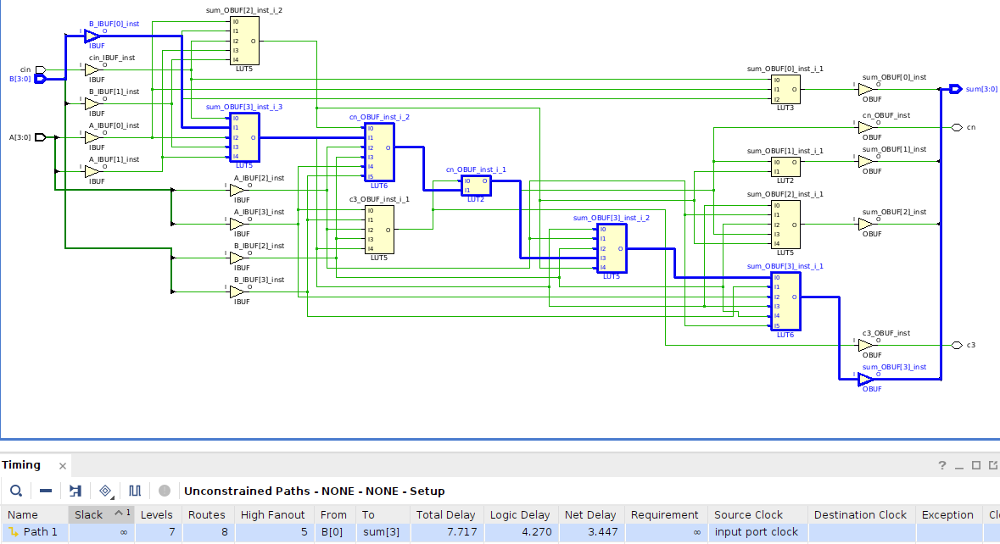 sum_OBUF[2]_inst_i_2
I0
I1
I2
I3
I4
O
LUT5
B_IBUF[0]_inst
I
O
IBUF
cin
B[3:0]
cin_IBUF_inst
I
O
IBUF
B_IBUF[1]_inst
I
O
IBUF
A[3:0]
A_IBUF[0]_inst
I
O
IBUF
A_IBUF[1]_inst
I
O
IBUF
sum_OBUF[3]_inst_i_3
I0
I1
I2
I3
I4
O
LUT5
A_IBUF[2]_inst
I
O
IBUF
A_IBUF[3]_inst
I
O
IBUF
B_IBUF[2]_inst
I
O
IBUF
B_IBUF[3]_inst
I
O
IBUF
cn_OBUF_inst_i_2
I0
I1
I2
I3
I4
I5
O
LUT6
c3_OBUF_inst_i_1
I0
I1
I2
I3
I4
O
LUT5
cn_OBUF_inst_i_1
I0
I1
O
LUT2
sum_OBUF[3]_inst_i_2
I0
I1
I2
I3
I4
O
LUT5
sum_OBUF[0]_inst_i_1
I0
I1
I2
O
LUT3
sum_OBUF[1]_inst_i_1
I0
I1
O
LUT2
sum_OBUF[2]_inst_i_1
I0
I1
I2
I3
I4
O
LUT5
sum_OBUF[3]_inst_i_1
I0
I1
I2
I3
I4
I5
O
LUT6
sum_OBUF[0]_inst
I
O
OBUF
sum[3:0]
cn_OBUF_inst
I
O
OBUF
cn
sum_OBUF[1]_inst
I
O
OBUF
sum_OBUF[2]_inst
I
O
OBUF
c3_OBUF_inst
I
O
OBUF
c3
sum_OBUF[3]_inst
I
O
OBUF
Timing
Unconstrained Paths - NONE - NONE - Setup
Name Slack 1 Levels Routes High Fanout From To Total Delay Logic Delay Net Delay Requirement Source Clock Destination Clock Exception Cl
Path 1 ∞ 7 8 5 B[0] sum[3] 7.717 4.270 3.447 ∞ input port clock